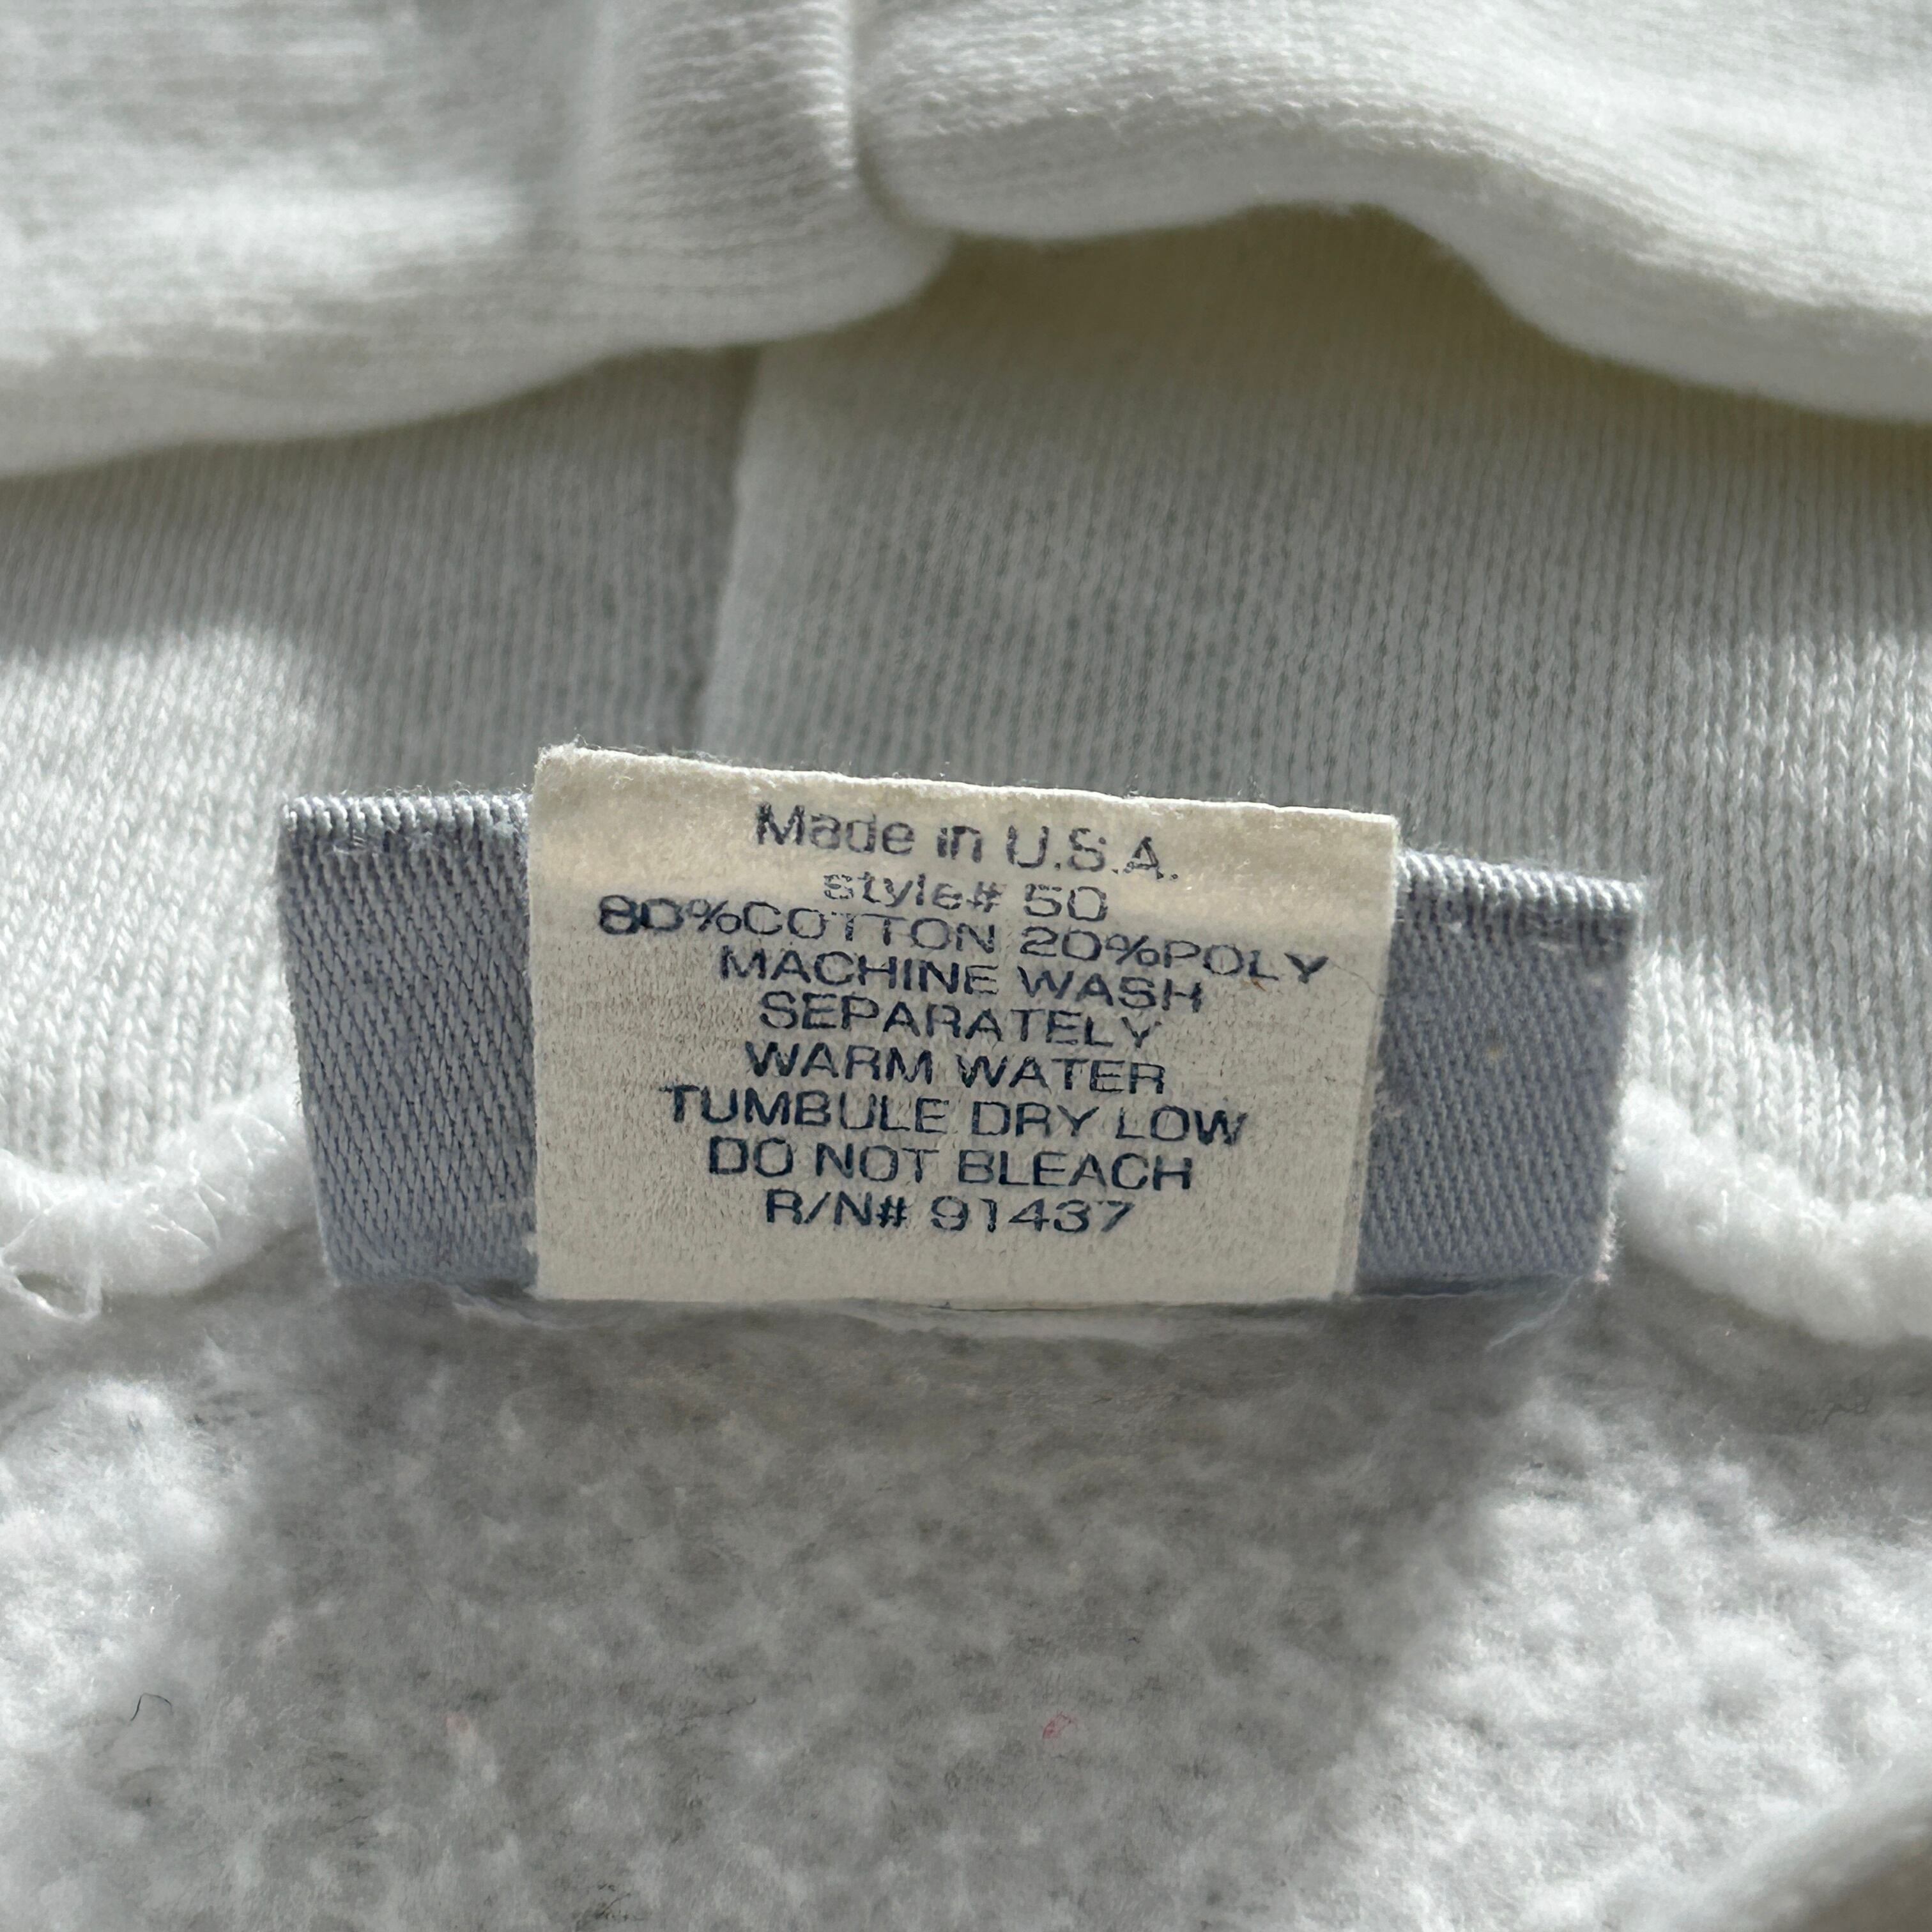 Made in U.S.A.
style# 50
80%COTTON 20%POLY
MACHINE WASH
SEPARATELY
WARM WATER
TUMBULE DRY LOW
DO NOT BLEACH
R/N# 91437